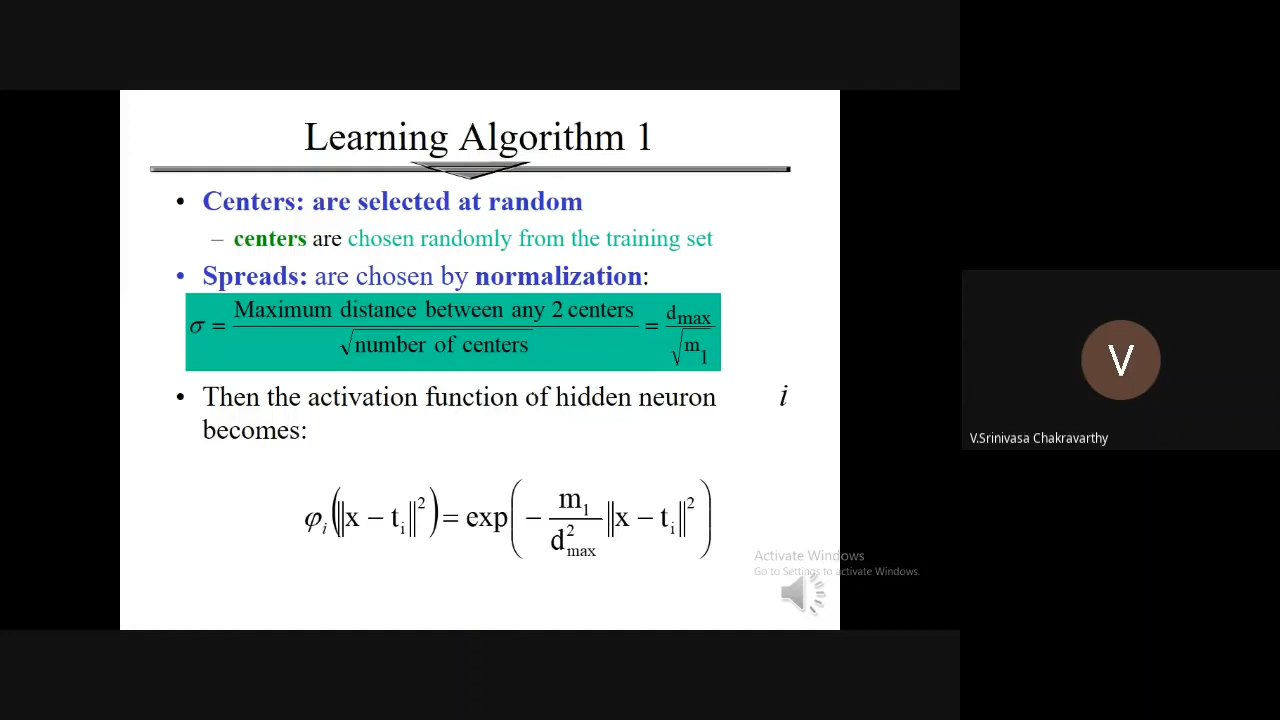 Learning Algorithm 1
• Centers: are selected at random
– centers are chosen randomly from the training set
• Spreads: are chosen by normalization:
σ = Maximum distance between any 2 centers / √number of centers = d_max / √m_1
• Then the activation function of hidden neuron i
becomes:
φ_i(‖x − t_i‖²) = exp(− m_1 / d²_max ‖x − t_i‖²)
Activate Windows
Go to Settings to activate Windows.
V
V.Srinivasa Chakravarthy